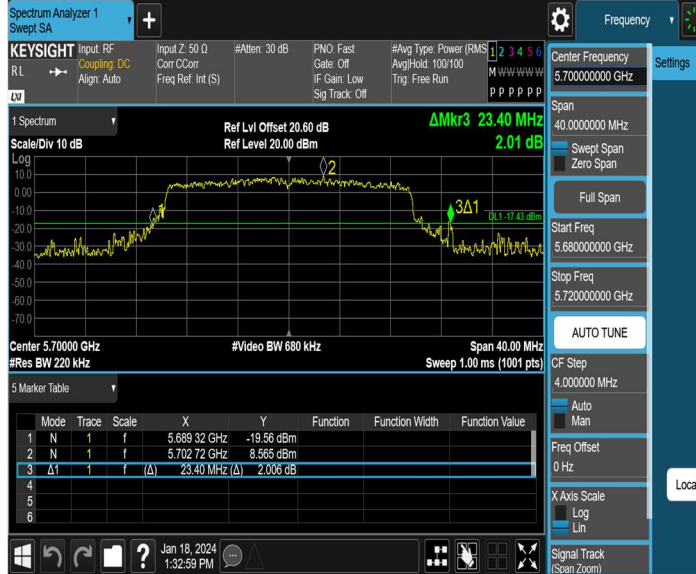 Spectrum Analyzer 1
Swept SA
+
Frequency
KEYSIGHT
RL
LXI
Input: RF
Coupling: DC
Align: Auto
Input Z: 50 Ω
Corr CCorr
Freq Ref: Int (S)
#Atten: 30 dB
PNO: Fast
Gate: Off
IF Gain: Low
Sig Track: Off
#Avg Type: Power (RMS
Avg|Hold: 100/100
Trig: Free Run
1 2 3 4 5 6
M W W W W W
P P P P P P
Center Frequency
5.700000000 GHz
Settings
Span
40.0000000 MHz
Swept Span
Zero Span
Full Span
Start Freq
5.680000000 GHz
Stop Freq
5.720000000 GHz
AUTO TUNE
CF Step
4.000000 MHz
Auto
Man
Freq Offset
0 Hz
X Axis Scale
Log
Lin
Signal Track
(Span Zoom)
Loca
1 Spectrum
Scale/Div 10 dB
Ref Lvl Offset 20.60 dB
Ref Level 20.00 dBm
ΔMkr3 23.40 MHz
2.01 dB
Log
10.0
0.00
-10.0
-20.0
-30.0
-40.0
-50.0
-60.0
-70.0
2
3Δ1
DL1 -17.43 dBm
Center 5.70000 GHz
#Res BW 220 kHz
#Video BW 680 kHz
Span 40.00 MHz
Sweep 1.00 ms (1001 pts)
5 Marker Table
Mode Trace Scale X Y Function Function Width Function Value
1 N 1 f 5.689 32 GHz -19.56 dBm
2 N 1 f 5.702 72 GHz 8.565 dBm
3 Δ1 1 f (Δ) 23.40 MHz (Δ) 2.006 dB
4
5
6
?
Jan 18, 2024
1:32:59 PM